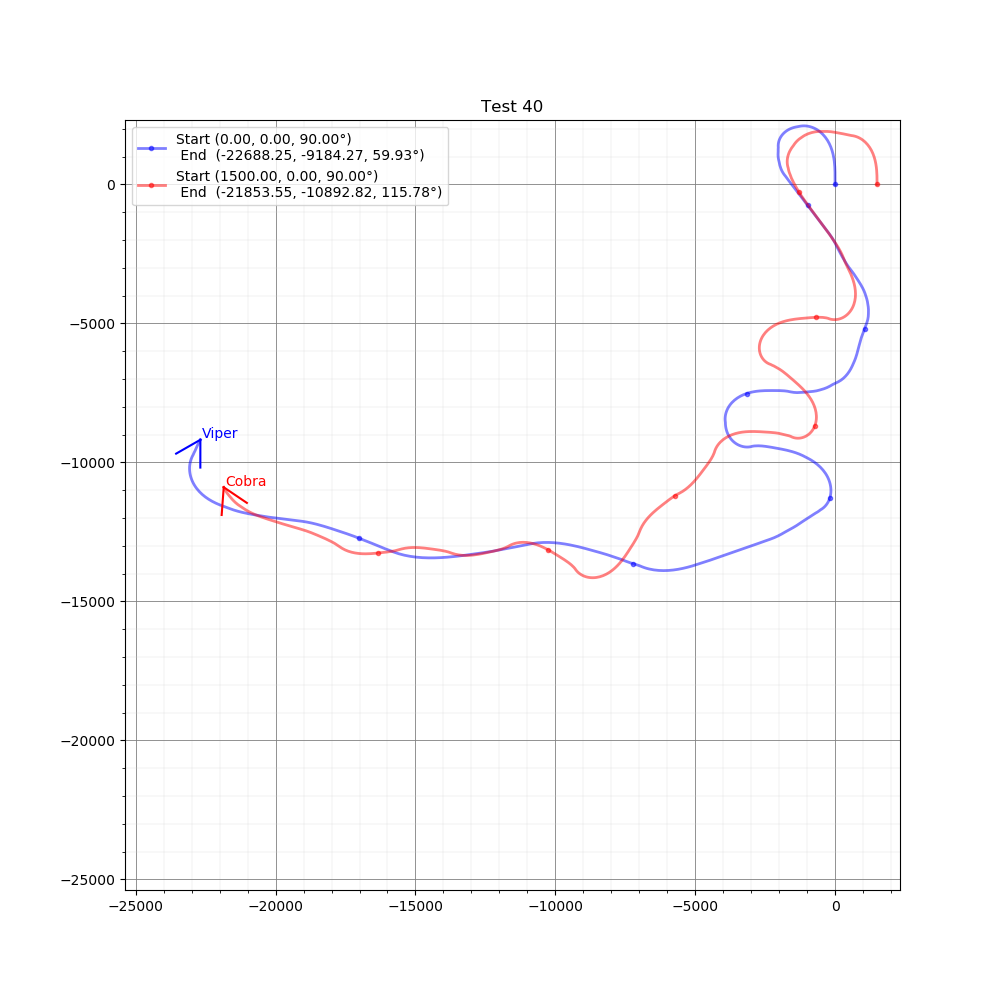 Test 40
Start (0.00, 0.00, 90.00°)
End  (-22688.25, -9184.27, 59.93°)
Start (1500.00, 0.00, 90.00°)
End  (-21853.55, -10892.82, 115.78°)
0
−5000
−10000
−15000
−20000
−25000
Viper
Cobra
−25000 −20000 −15000 −10000 −5000 0